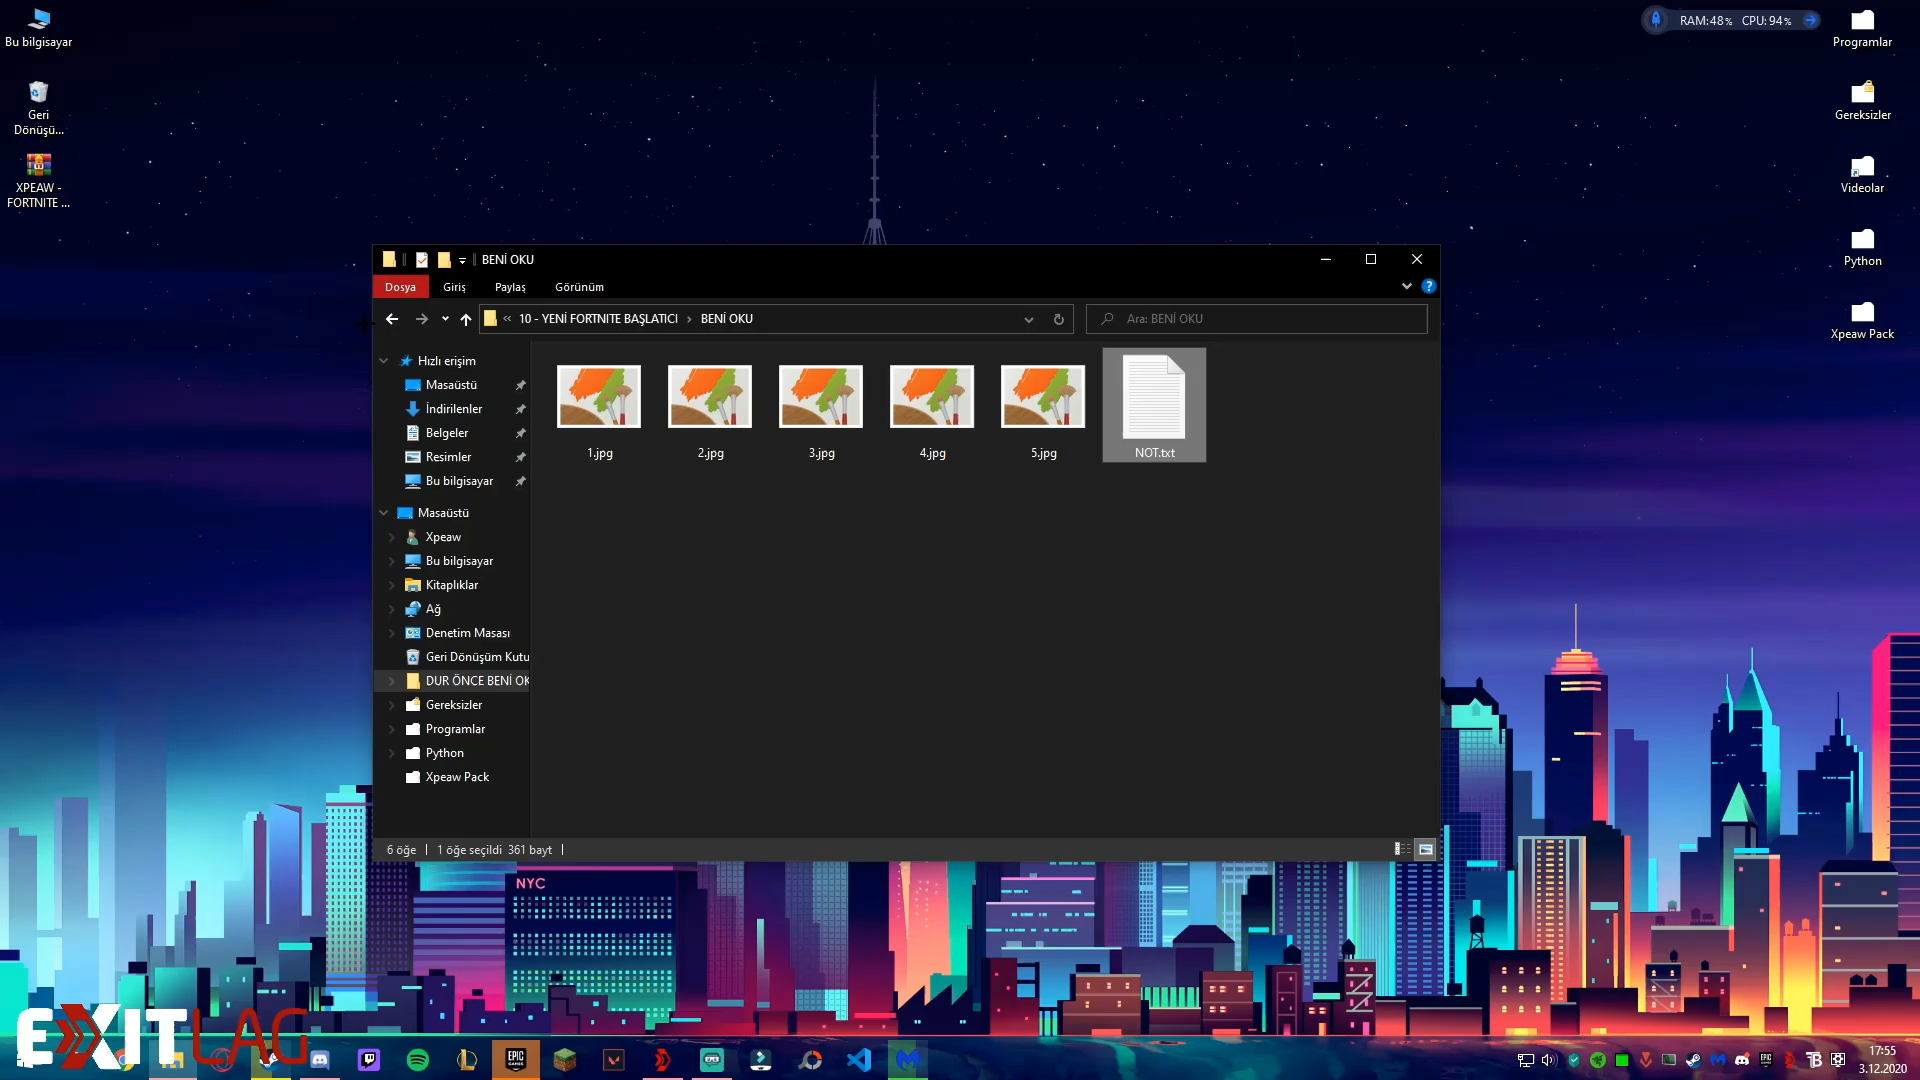 Bu bilgisayar
Geri
Dönüşü...
XPEAW -
FORTNITE ...
RAM:48% CPU:94%
Programlar
Gereksizler
Videolar
Python
Xpeaw Pack
BENİ OKU
Dosya Giriş Paylaş Görünüm
?
« 10 - YENİ FORTNITE BAŞLATICI › BENİ OKU
Ara: BENİ OKU
Hızlı erişim
Masaüstü
İndirilenler
Belgeler
Resimler
Bu bilgisayar
Masaüstü
Xpeaw
Bu bilgisayar
Kitaplıklar
Ağ
Denetim Masası
Geri Dönüşüm Kutu
DUR ÖNCE BENİ OK
Gereksizler
Programlar
Python
Xpeaw Pack
1.jpg 2.jpg 3.jpg 4.jpg 5.jpg NOT.txt
6 öğe 1 öğe seçildi 361 bayt
NYC
EXITLAG
EPIC GAMES
17:55
3.12.2020